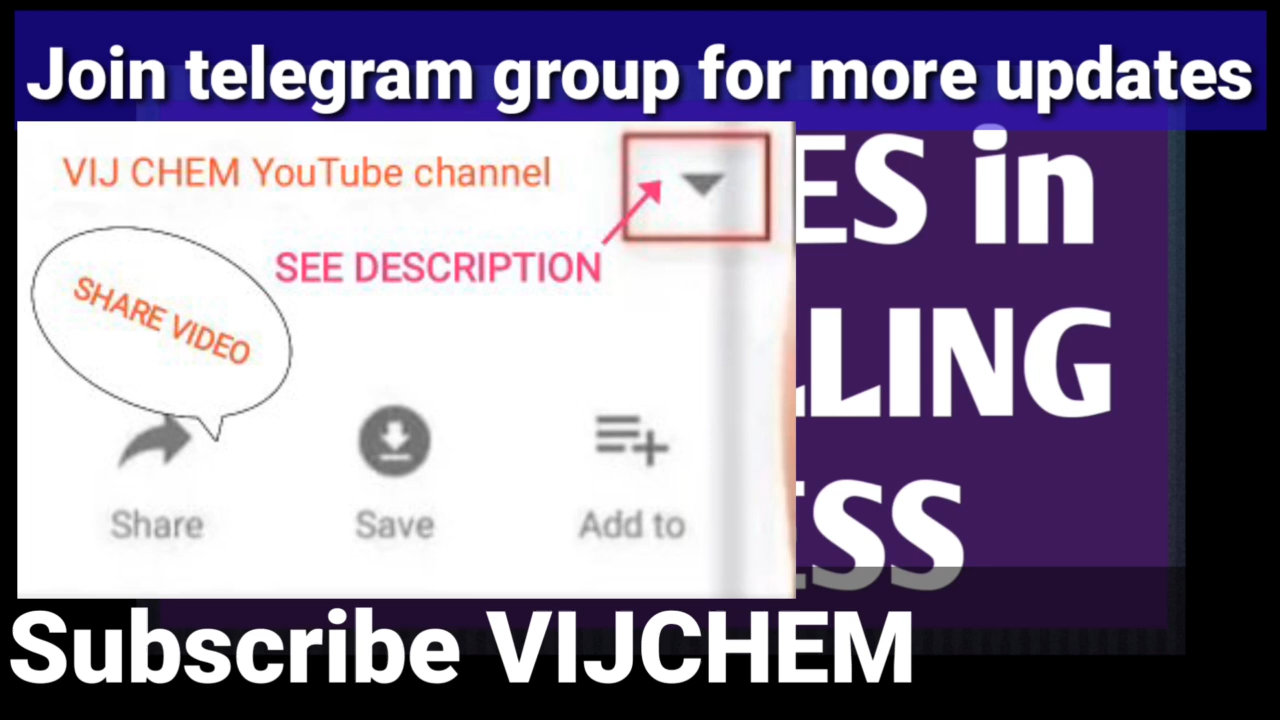 Join telegram group for more updates
VIJ CHEM YouTube channel
SEE DESCRIPTION
SHARE VIDEO
Share
Save
Add to
in
Subscribe VIJCHEM